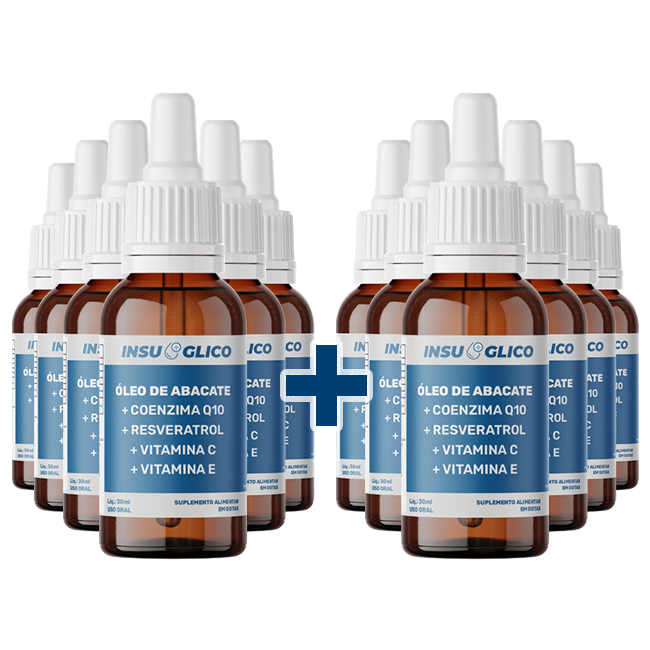 INSU GLICO
ÓLEO DE ABACATE
+ COENZIMA Q10
+ RESVERATROL
+ VITAMINA C
+ VITAMINA E
Líq.: 30ml
USO ORAL
SUPLEMENTO ALIMENTAR
EM GOTAS
+
INSU GLICO
ÓLEO DE ABACATE
+ COENZIMA Q10
+ RESVERATROL
+ VITAMINA C
+ VITAMINA E
Líq.: 30ml
USO ORAL
SUPLEMENTO ALIMENTAR
EM GOTAS